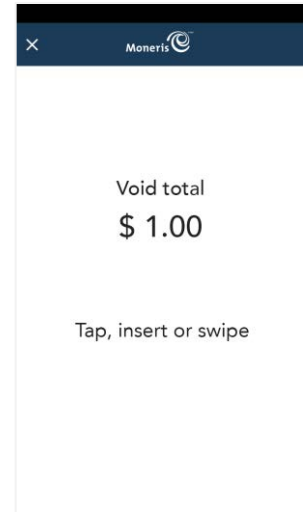 Moneris
Void total
$ 1.00
Tap, insert or swipe